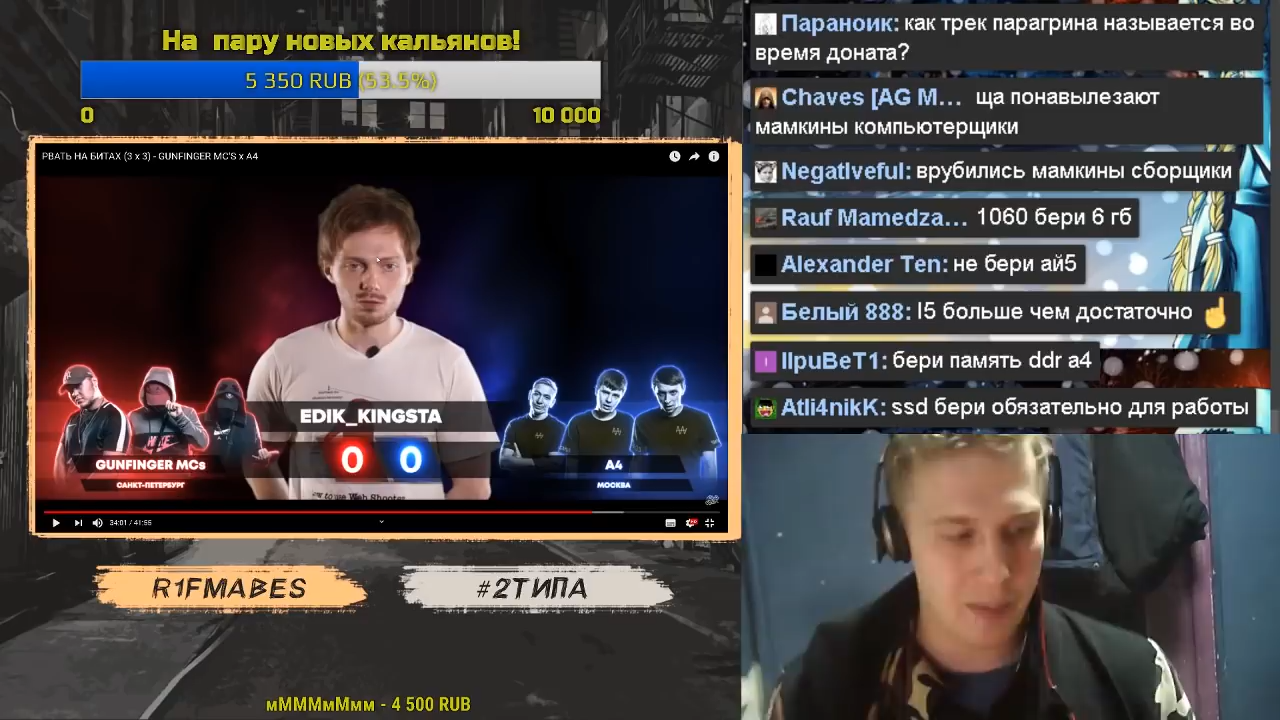 На пару новых кальянов!
5 350 RUB (53.5%)
0
10 000
РВАТЬ НА БИТАХ (3 x 3) - GUNFINGER MC'S x A4
EDIK_KINGSTA
0 0
GUNFINGER MCs
САНКТ-ПЕТЕРБУРГ
A4
МОСКВА
34:01 / 41:56
R1FMABES
#2ТИПА
мМММмМмм - 4 500 RUB
Параноик: как трек парагрина называется во
время доната?
Chaves [AG M... ща понавылезают
мамкины компьютерщики
NegatIveful: врубились мамкины сборщики
Rauf Mamedza... 1060 бери 6 гб
Alexander Ten: не бери ай5
Белый 888: I5 больше чем достаточно ☝
IIpuBeT1: бери память ddr a4
Atli4nikK: ssd бери обязательно для работы